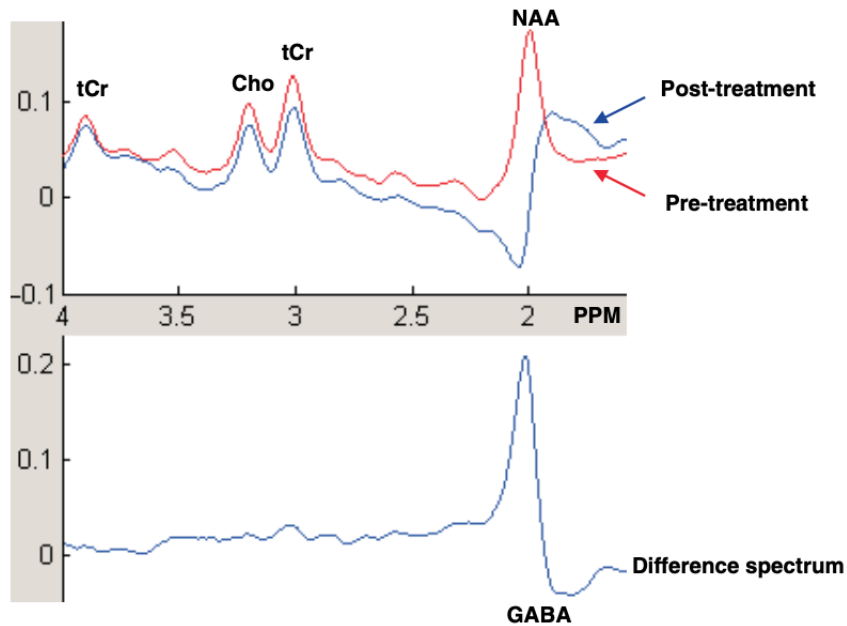 NAA
tCr
Cho
tCr
Post-treatment
Pre-treatment
0.1
0
-0.1
4
3.5
3
2.5
2
PPM
0.2
0.1
0
Difference spectrum
GABA